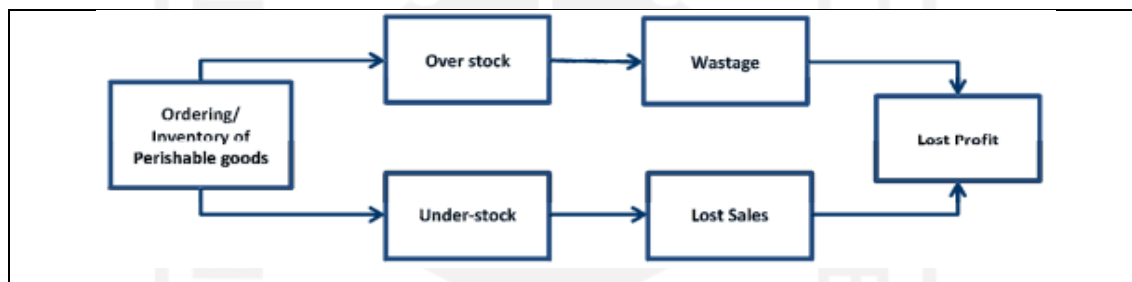 Over stock
Wastage
Ordering/
Inventory of
Perishable goods
Lost Profit
Under-stock
Lost Sales